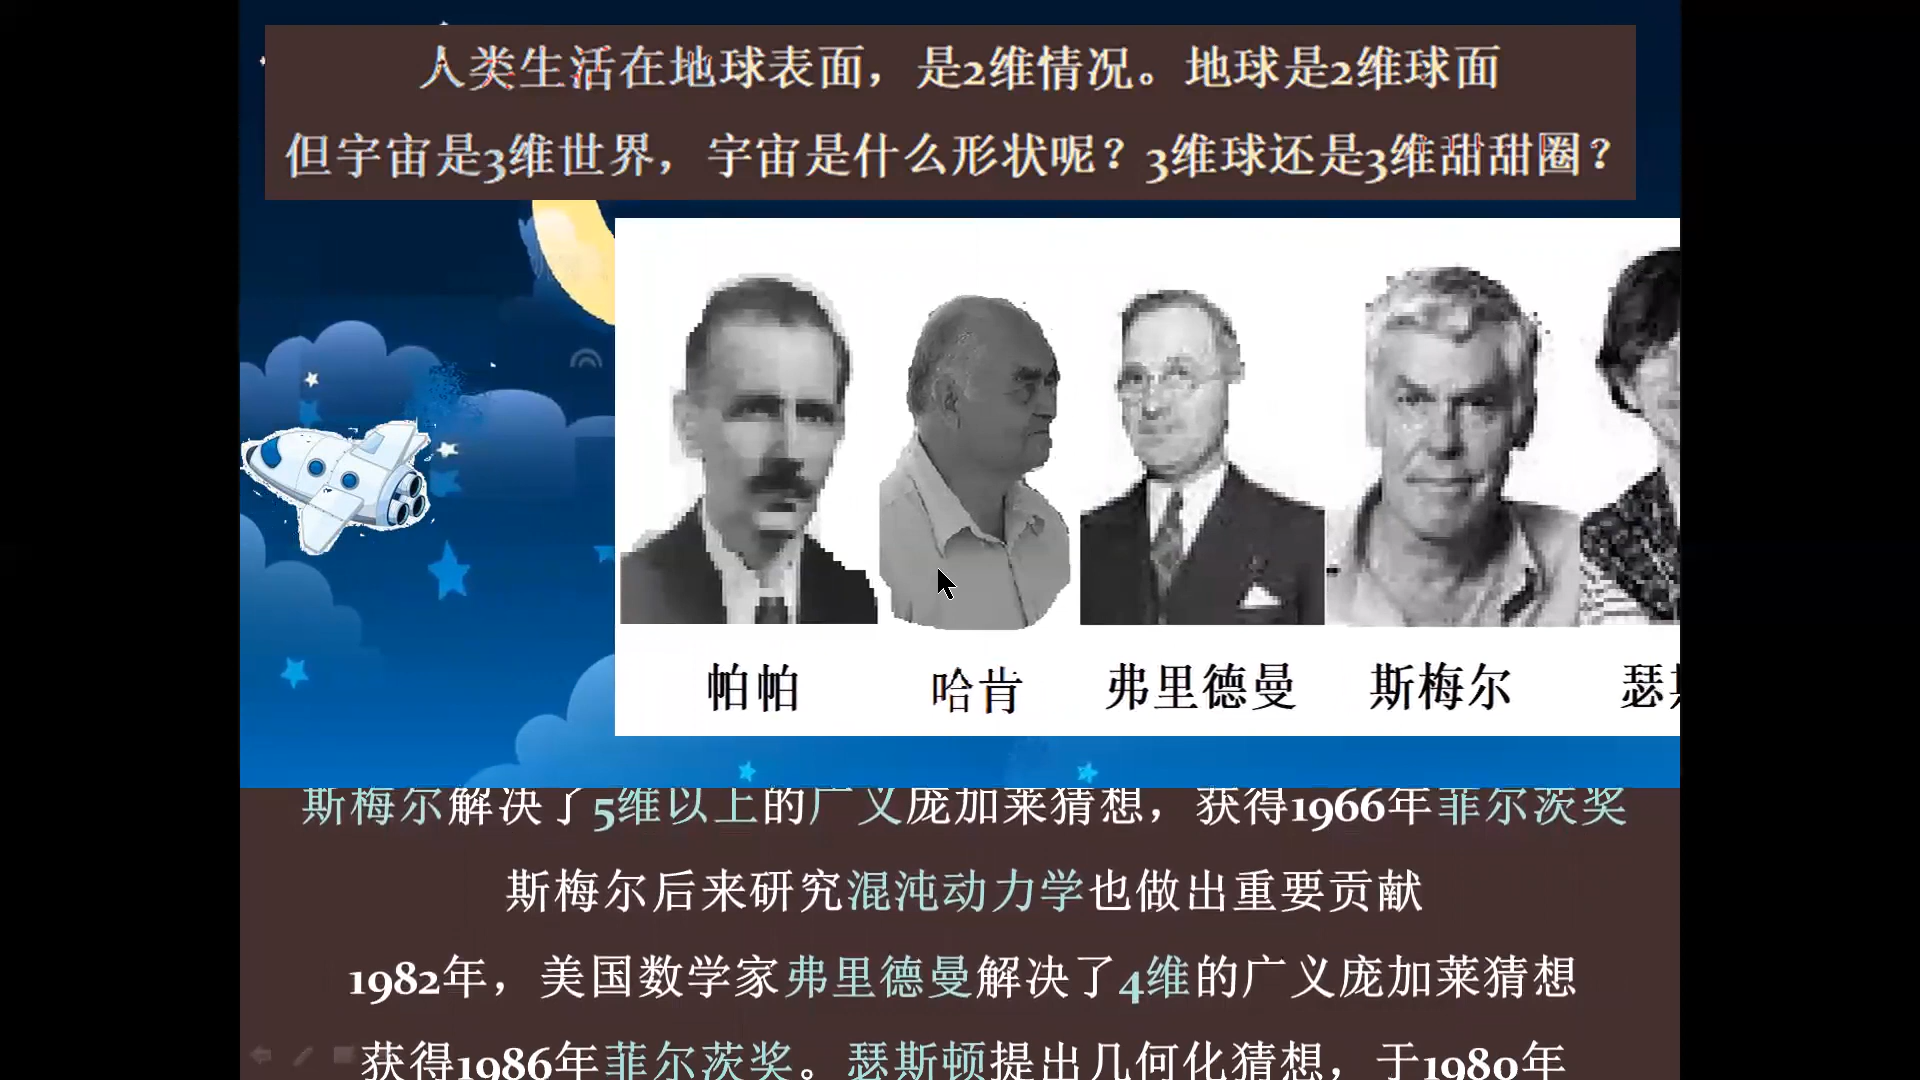 人类生活在地球表面，是2维情况。地球是2维球面
但宇宙是3维世界，宇宙是什么形状呢？3维球还是3维甜甜圈？
帕帕
哈肯
弗里德曼
斯梅尔
瑟
斯梅尔解决了5维以上的广义庞加莱猜想，获得1966年菲尔茨奖
斯梅尔后来研究混沌动力学也做出重要贡献
1982年，美国数学家弗里德曼解决了4维的广义庞加莱猜想
获得1986年菲尔茨奖。瑟斯顿提出几何化猜想，于1980年